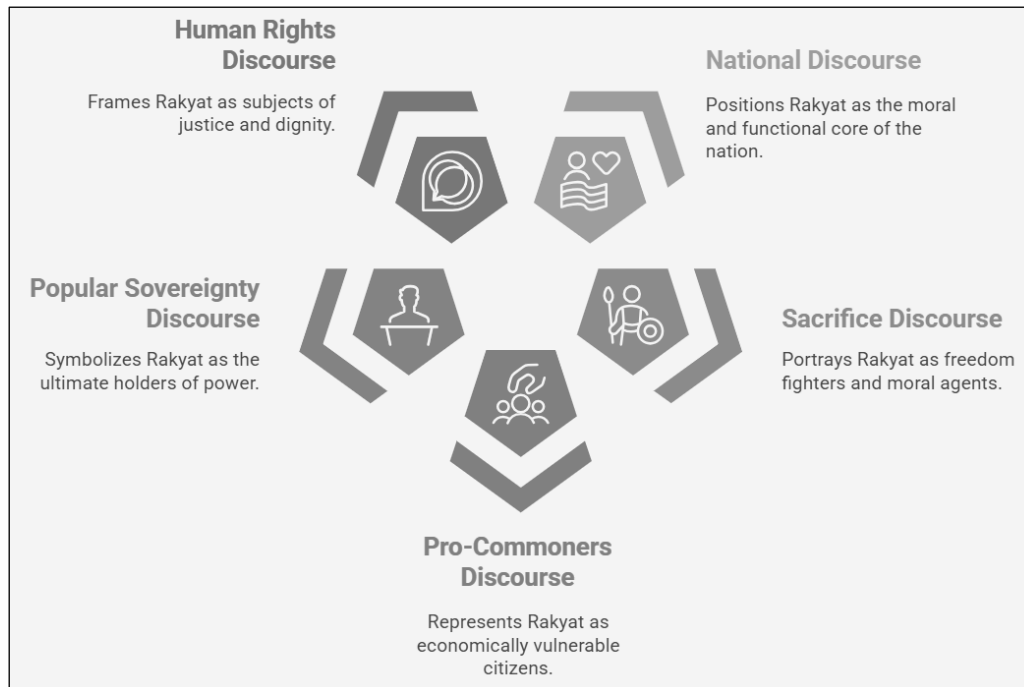 Human Rights
Discourse
Frames Rakyat as subjects of
justice and dignity.
National Discourse
Positions Rakyat as the moral
and functional core of the
nation.
Popular Sovereignty
Discourse
Symbolizes Rakyat as the
ultimate holders of power.
Sacrifice Discourse
Portrays Rakyat as freedom
fighters and moral agents.
Pro-Commoners
Discourse
Represents Rakyat as
economically vulnerable
citizens.